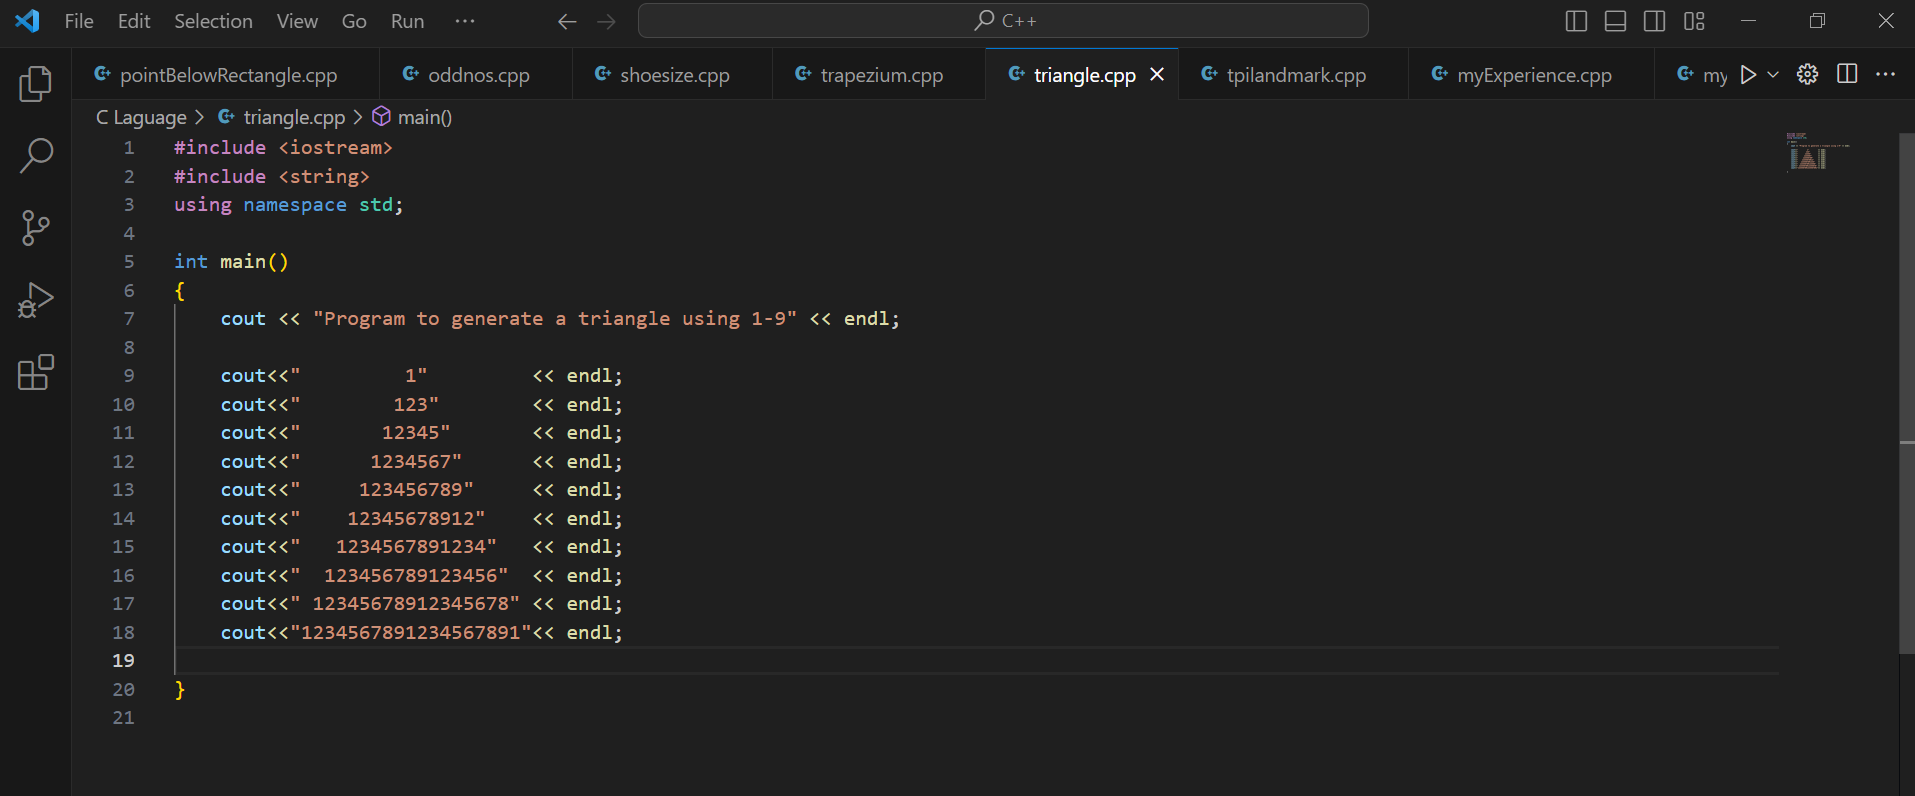 File Edit Selection View Go Run ··· C++
pointBelowRectangle.cpp oddnos.cpp shoesize.cpp trapezium.cpp triangle.cpp tpilandmark.cpp myExperience.cpp my
C Laguage > triangle.cpp > main()
1 #include <iostream>
2 #include <string>
3 using namespace std;
4
5 int main()
6 {
7     cout << "Program to generate a triangle using 1-9" << endl;
8
9     cout<<"         1"         << endl;
10     cout<<"        123"        << endl;
11     cout<<"       12345"       << endl;
12     cout<<"      1234567"      << endl;
13     cout<<"     123456789"     << endl;
14     cout<<"    12345678912"    << endl;
15     cout<<"   1234567891234"   << endl;
16     cout<<"  123456789123456"  << endl;
17     cout<<" 12345678912345678" << endl;
18     cout<<"1234567891234567891"<< endl;
19
20 }
21